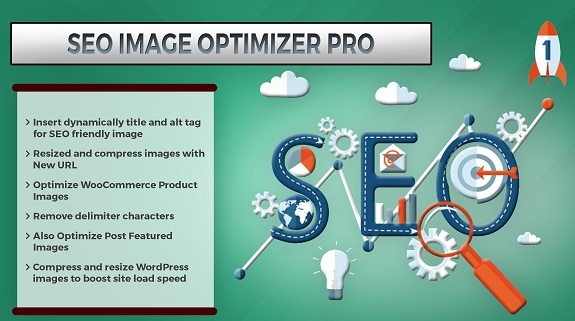 SEO IMAGE OPTIMIZER PRO
1
Insert dynamically title and alt tag
for SEO friendly image
Resized and compress images with
New URL
Optimize WooCommerce Product
Images
Remove delimiter characters
Also Optimize Post Featured
Images
Compress and resize WordPress
images to boost site load speed
SEO